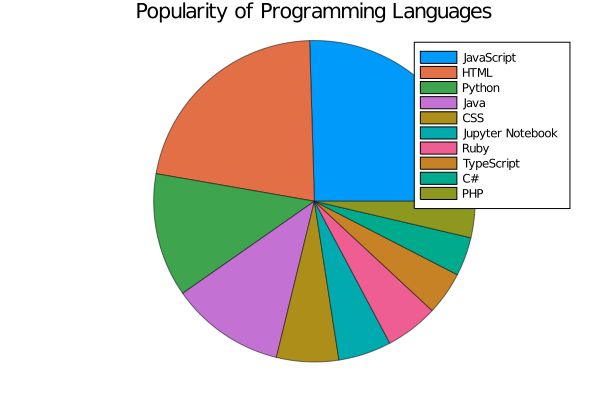 Popularity of Programming Languages
JavaScript
HTML
Python
Java
CSS
Jupyter Notebook
Ruby
TypeScript
C#
PHP